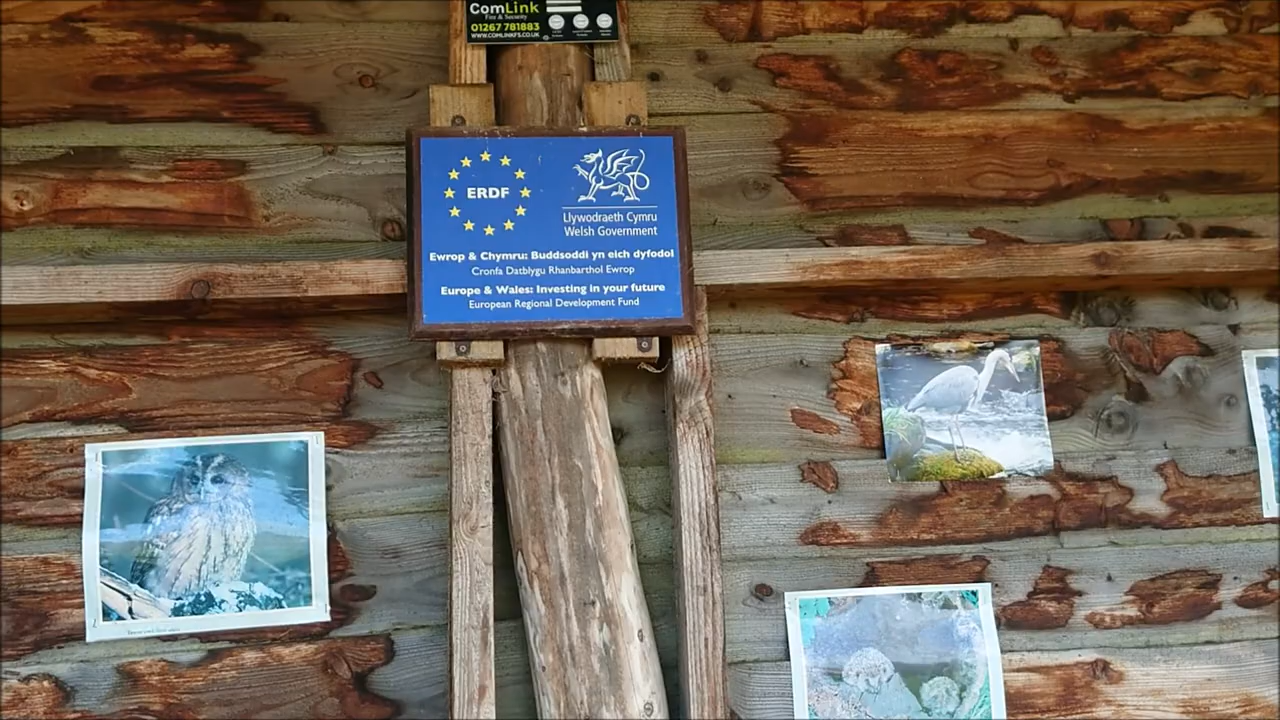 ComLink
Fire & Security
01267 781883
WWW.COMLINKFS.CO.UK
ERDF
Llywodraeth Cymru
Welsh Government
Ewrop & Chymru: Buddsoddi yn eich dyfodol
Cronfa Datblygu Rhanbarthol Ewrop
Europe & Wales: Investing in your future
European Regional Development Fund